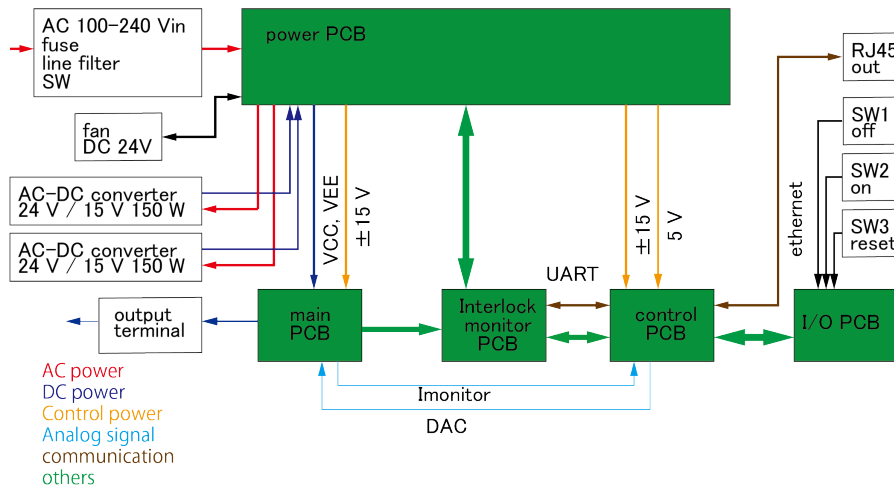 AC 100-240 Vin
fuse
line filter
SW
power PCB
RJ45
out
fan
DC 24V
SW1
off
SW2
on
SW3
reset
AC-DC converter
24 V / 15 V 150 W
AC-DC converter
24 V / 15 V 150 W
VCC, VEE
±15 V
±15 V
5 V
ethernet
UART
output
terminal
main
PCB
Interlock
monitor
PCB
control
PCB
I/O PCB
Imonitor
DAC
AC power
DC power
Control power
Analog signal
communication
others